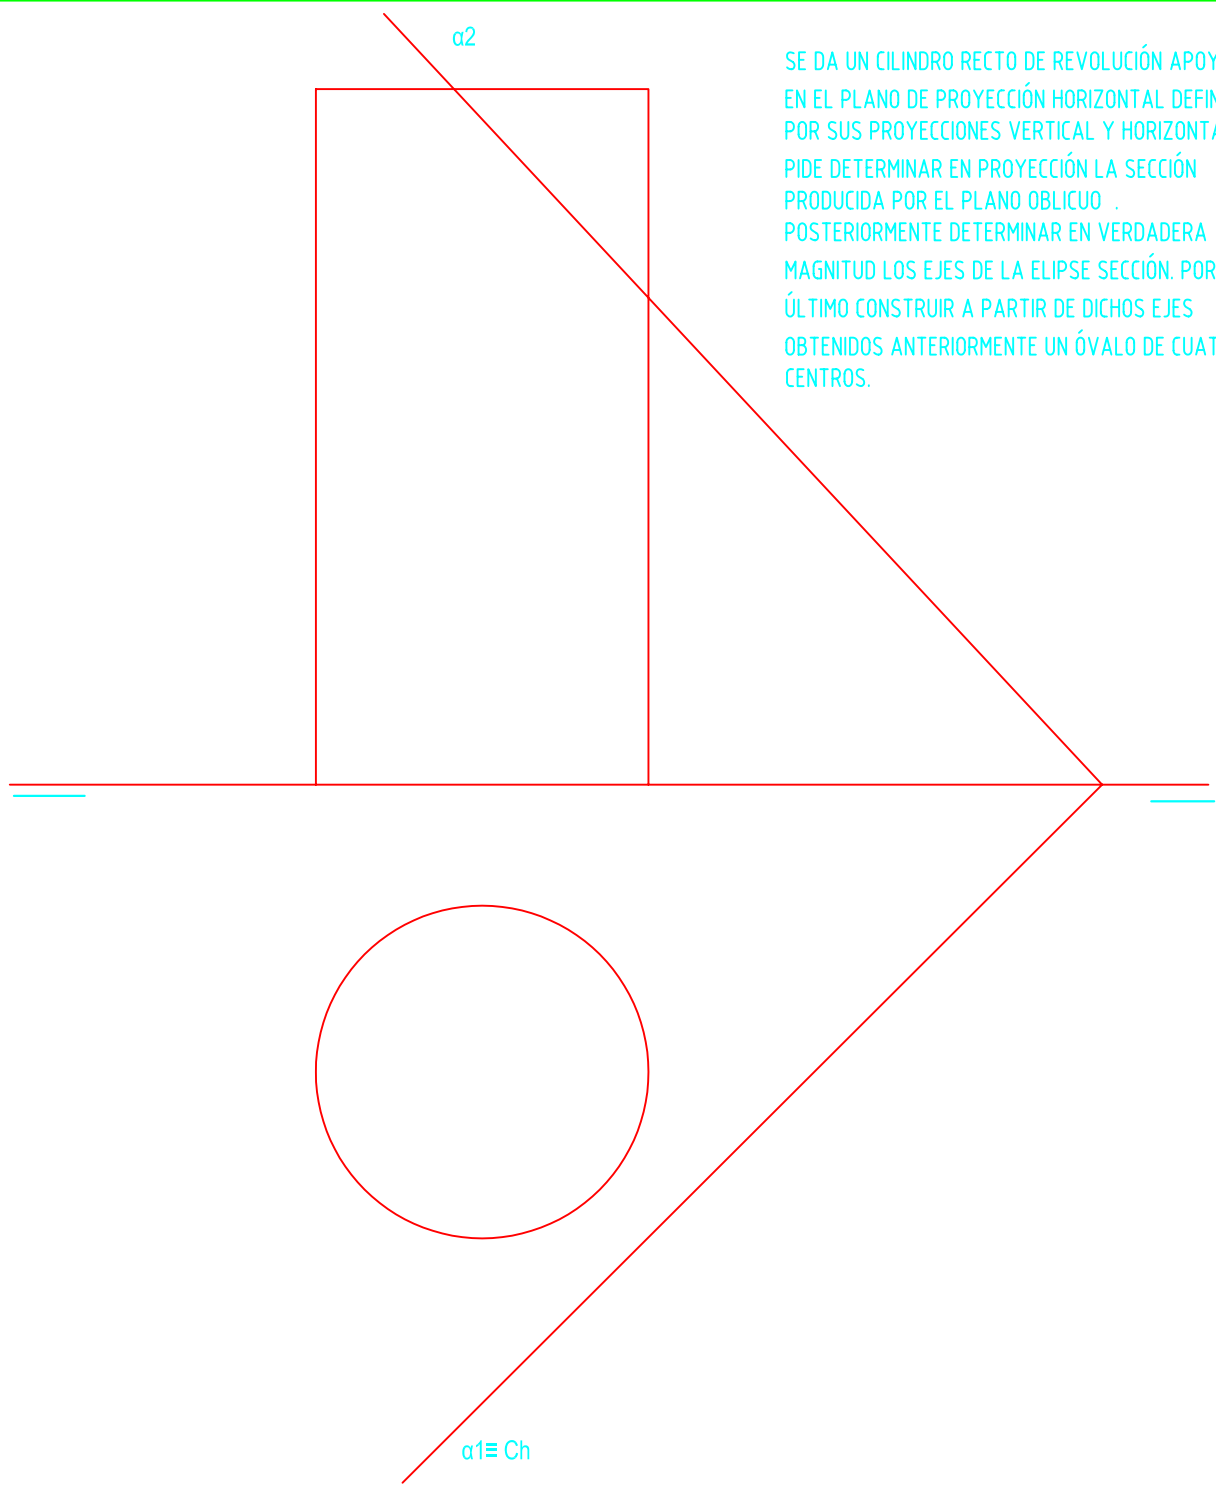 α2
SE DA UN CILINDRO RECTO DE REVOLUCIÓN APOY
EN EL PLANO DE PROYECCIÓN HORIZONTAL DEFIN
POR SUS PROYECCIONES VERTICAL Y HORIZONTA
PIDE DETERMINAR EN PROYECCIÓN LA SECCIÓN
PRODUCIDA POR EL PLANO OBLICUO .
POSTERIORMENTE DETERMINAR EN VERDADERA
MAGNITUD LOS EJES DE LA ELIPSE SECCIÓN. POR
ÚLTIMO CONSTRUIR A PARTIR DE DICHOS EJES
OBTENIDOS ANTERIORMENTE UN ÓVALO DE CUAT
CENTROS.
α1≡ Ch